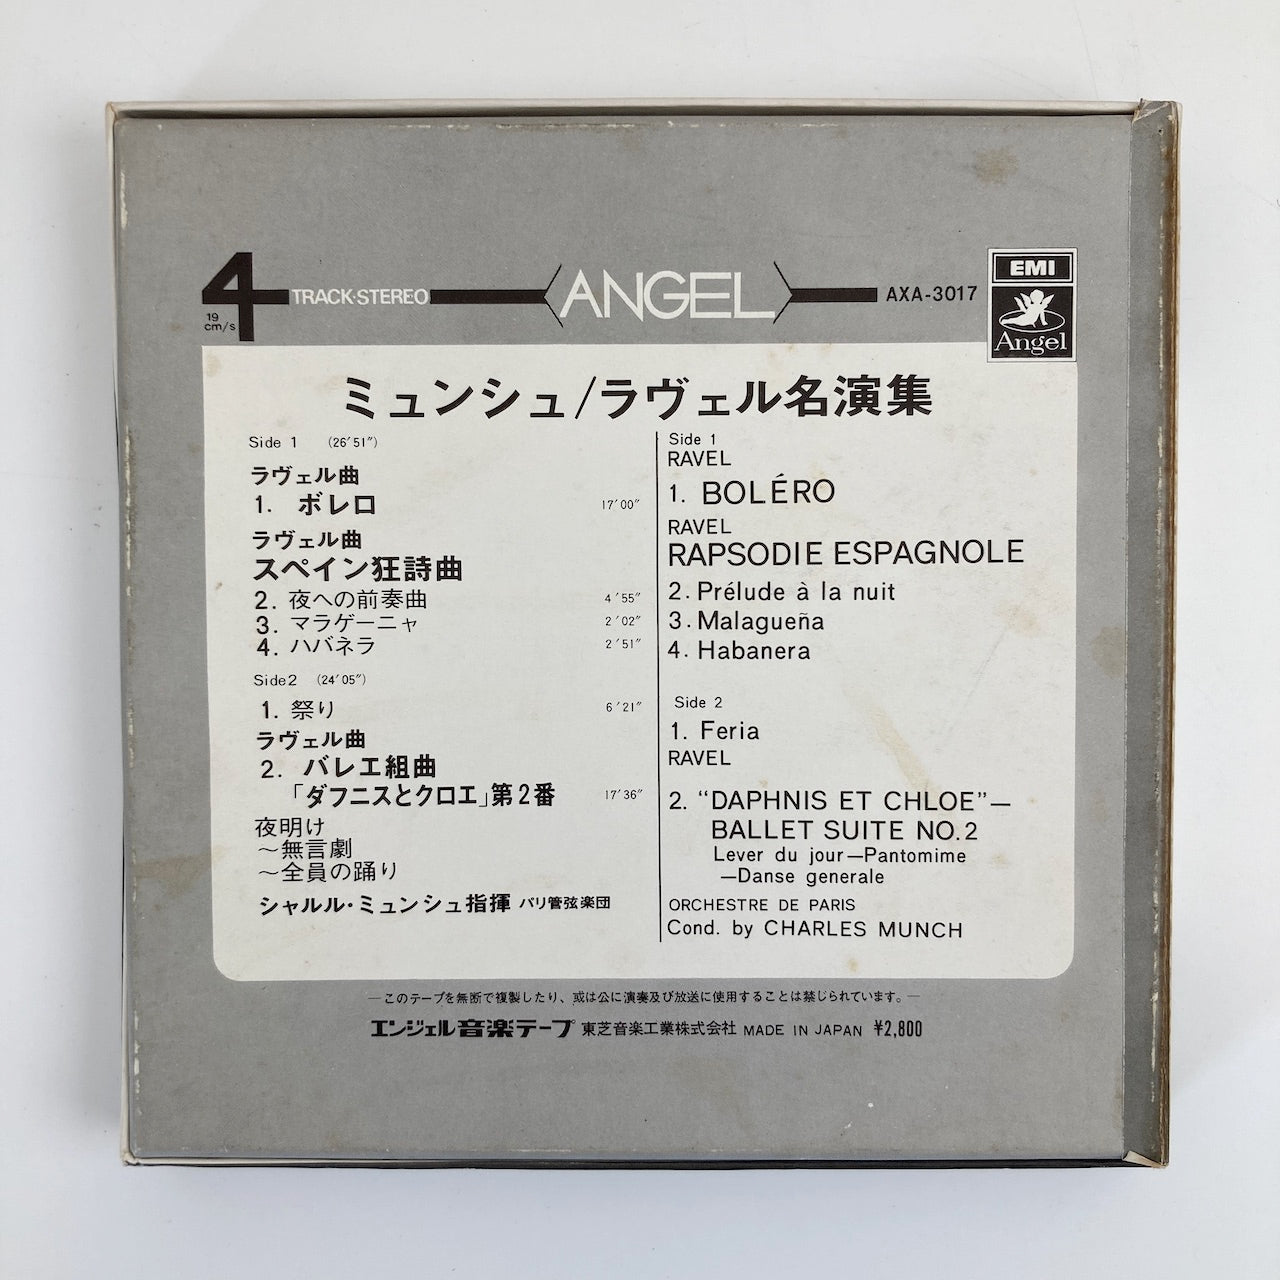 4
TRACK·STEREO
19
cm/s
ANGEL
AXA-3017
EMI
Angel
ミュンシュ/ラヴェル名演集
Side 1 (26′51″)
ラヴェル曲
1. ボレロ 17′00″
ラヴェル曲
スペイン狂詩曲
2. 夜への前奏曲 4′55″
3. マラゲーニャ 2′02″
4. ハバネラ 2′51″
Side2 (24′05″)
1. 祭り 6′21″
ラヴェル曲
2. バレエ組曲
「ダフニスとクロエ」第2番 17′36″
夜明け
～無言劇
～全員の踊り
シャルル・ミュンシュ指揮 パリ管弦楽団
Side 1
RAVEL
1. BOLÉRO
RAVEL
RAPSODIE ESPAGNOLE
2. Prélude à la nuit
3. Malagueña
4. Habanera
Side 2
1. Feria
RAVEL
2. “DAPHNIS ET CHLOE”—
BALLET SUITE NO.2
Lever du jour—Pantomime
—Danse generale
ORCHESTRE DE PARIS
Cond. by CHARLES MUNCH
—このテープを無断で複製したり、或は公に演奏及び放送に使用することは禁じられています。—
エンジェル音楽テープ 東芝音楽工業株式会社 MADE IN JAPAN ¥2,800